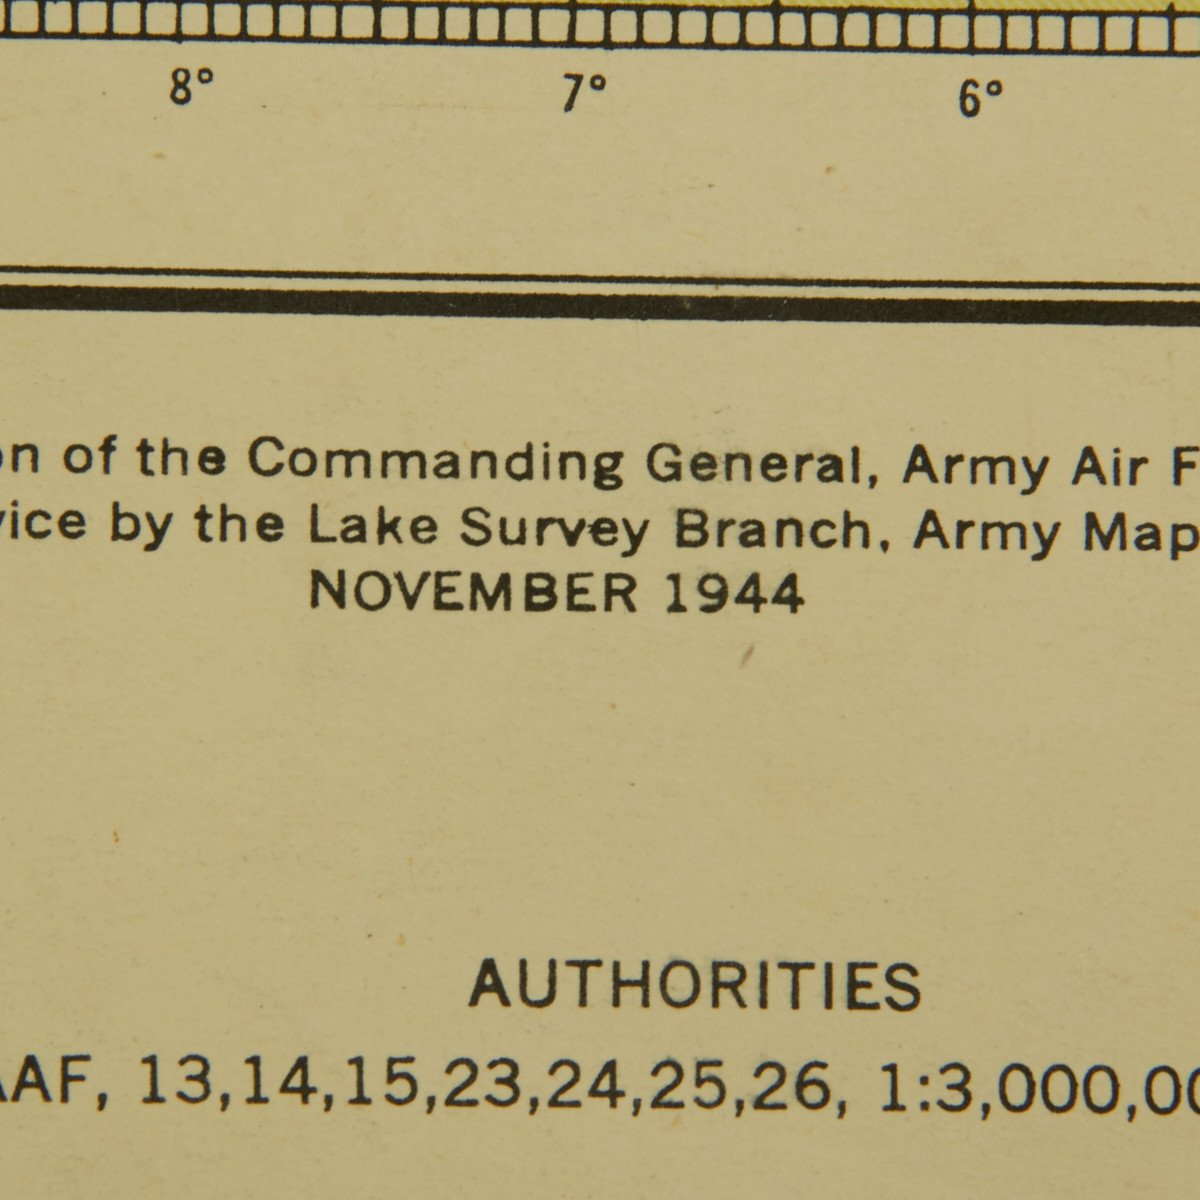 8° 7° 6°
on of the Commanding General, Army Air F
vice by the Lake Survey Branch, Army Map
NOVEMBER 1944
AUTHORITIES
AAF, 13,14,15,23,24,25,26, 1:3,000,00